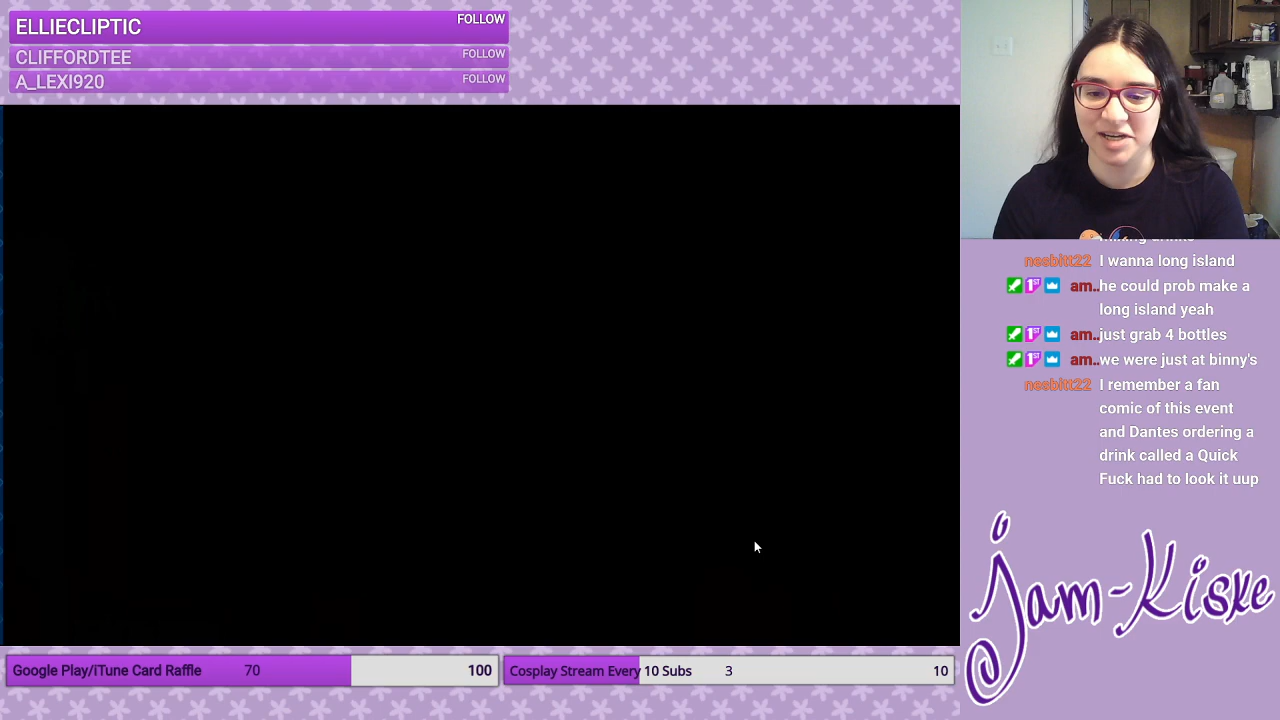 ELLIECLIPTIC FOLLOW
CLIFFORDTEE FOLLOW
A_LEXI920 FOLLOW
nesbitt22 I wanna long island
am.. he could prob make a
long island yeah
am.. just grab 4 bottles
am.. we were just at binny's
nesbitt22 I remember a fan
comic of this event
and Dantes ordering a
drink called a Quick
Fuck had to look it uup
Google Play/iTune Card Raffle 70 100
Cosplay Stream Every 10 Subs 3 10
@Jam-Kiske